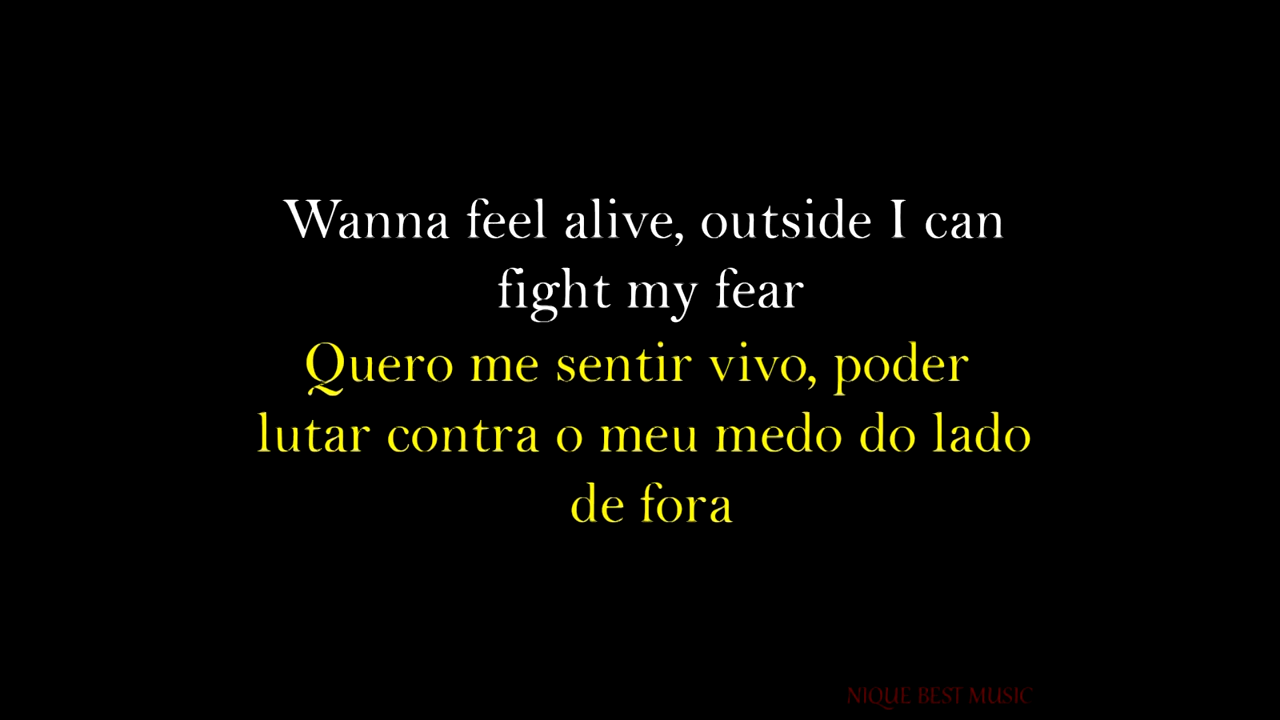 Wanna feel alive, outside I can
fight my fear
Quero me sentir vivo, poder
lutar contra o meu medo do lado
de fora
NIQUE BEST MUSIC